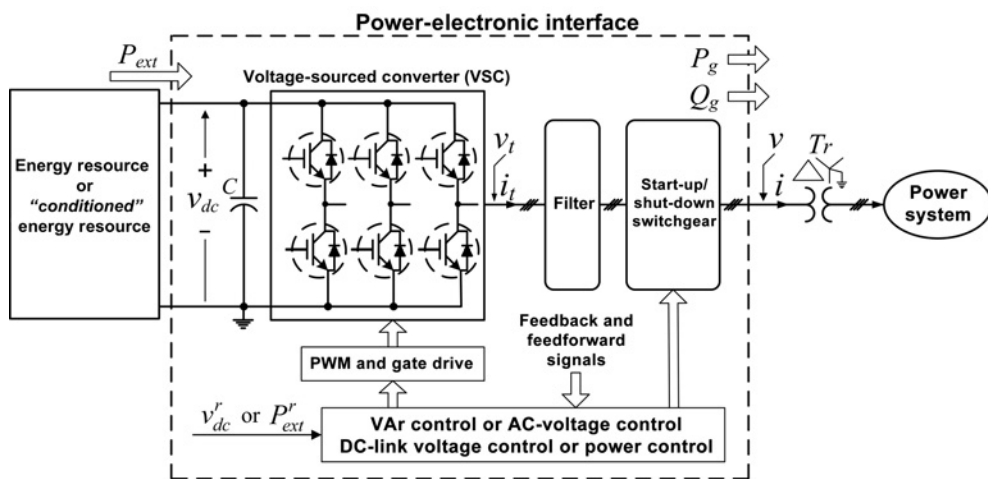 Power-electronic interface
P_ext
Voltage-sourced converter (VSC)
P_g
Q_g
Energy resource
or
“conditioned”
energy resource
+
v_dc
−
C
v_t
i_t
Filter
Start-up/
shut-down
switchgear
v
i
Tr
Power
system
Feedback and
feedforward
signals
PWM and gate drive
v^r_dc or P^r_ext
VAr control or AC-voltage control
DC-link voltage control or power control